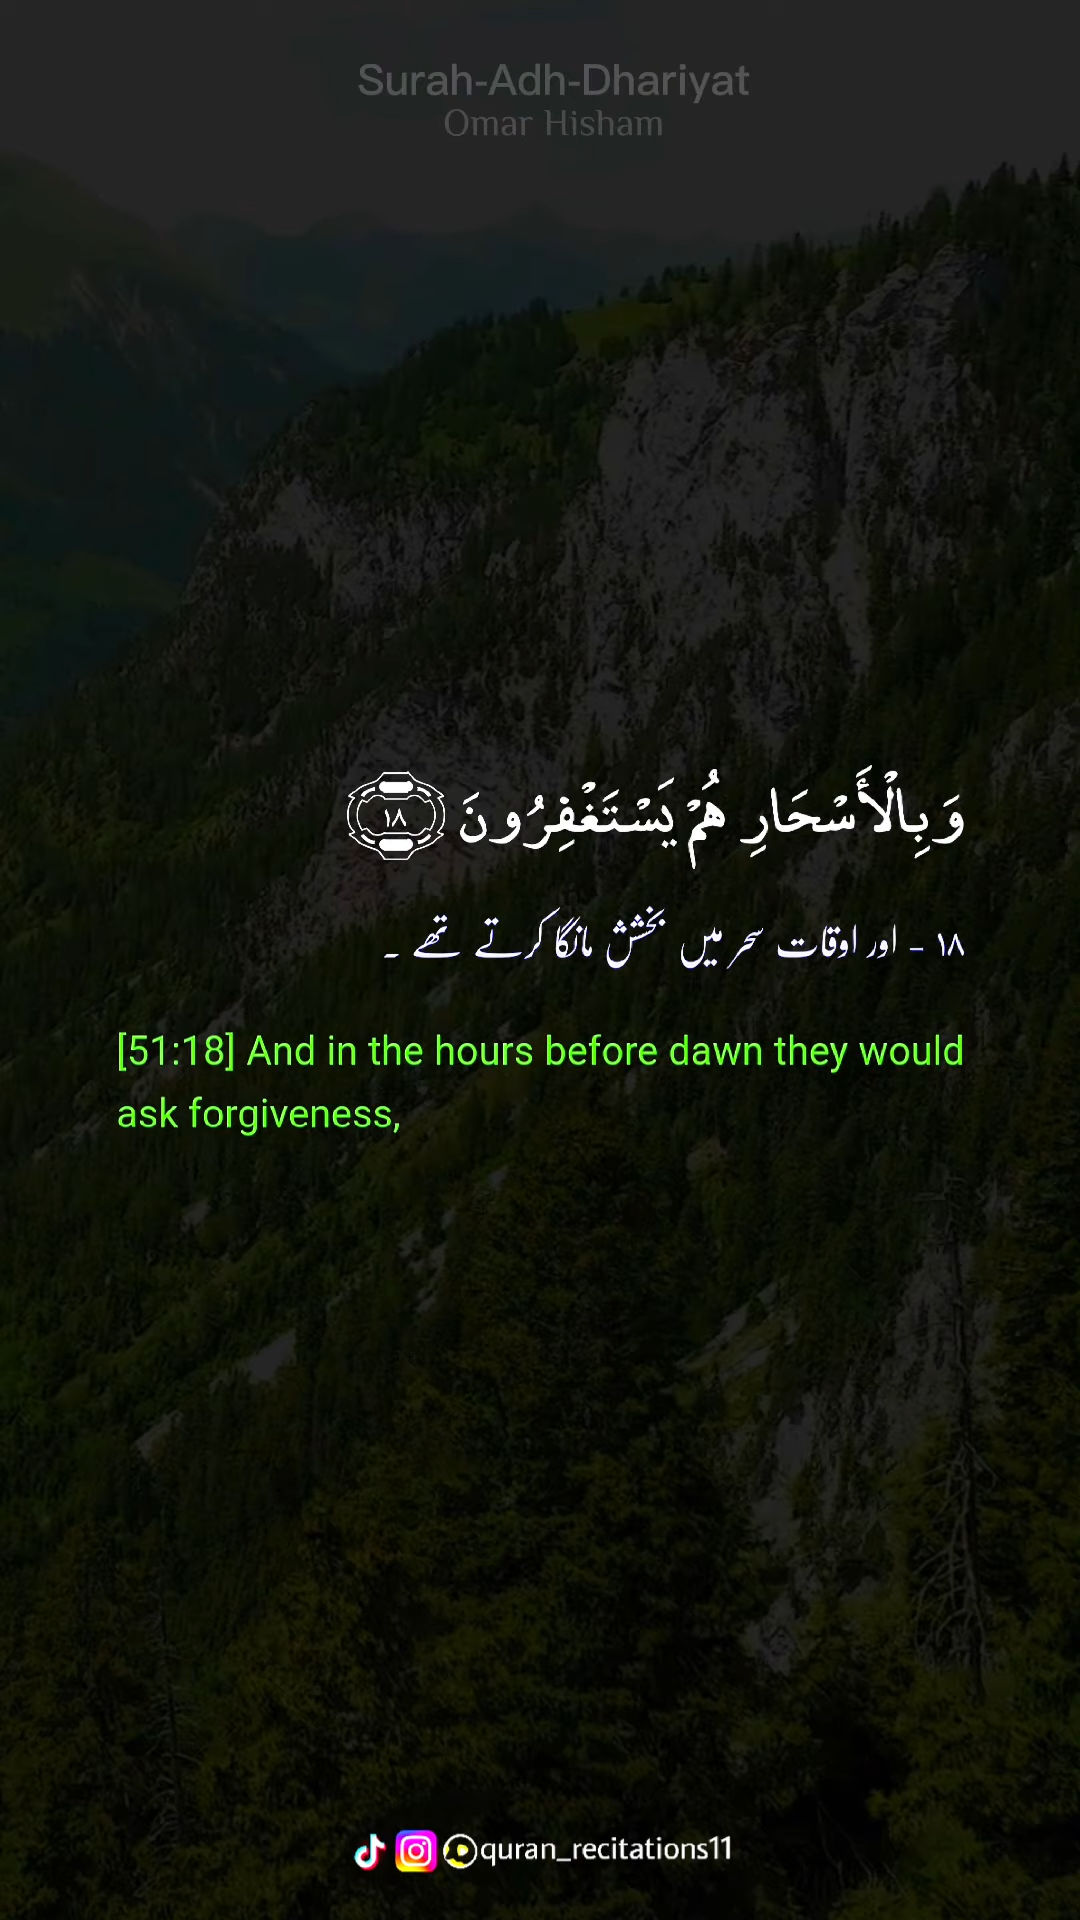 Surah-Adh-Dhariyat
Omar Hisham
وَبِالْأَسْحَارِ هُمْ يَسْتَغْفِرُونَ ١٨
١٨ - اور اوقات سحر میں بخشش مانگا کرتے تھے ۔
[51:18] And in the hours before dawn they would
ask forgiveness,
quran_recitations11